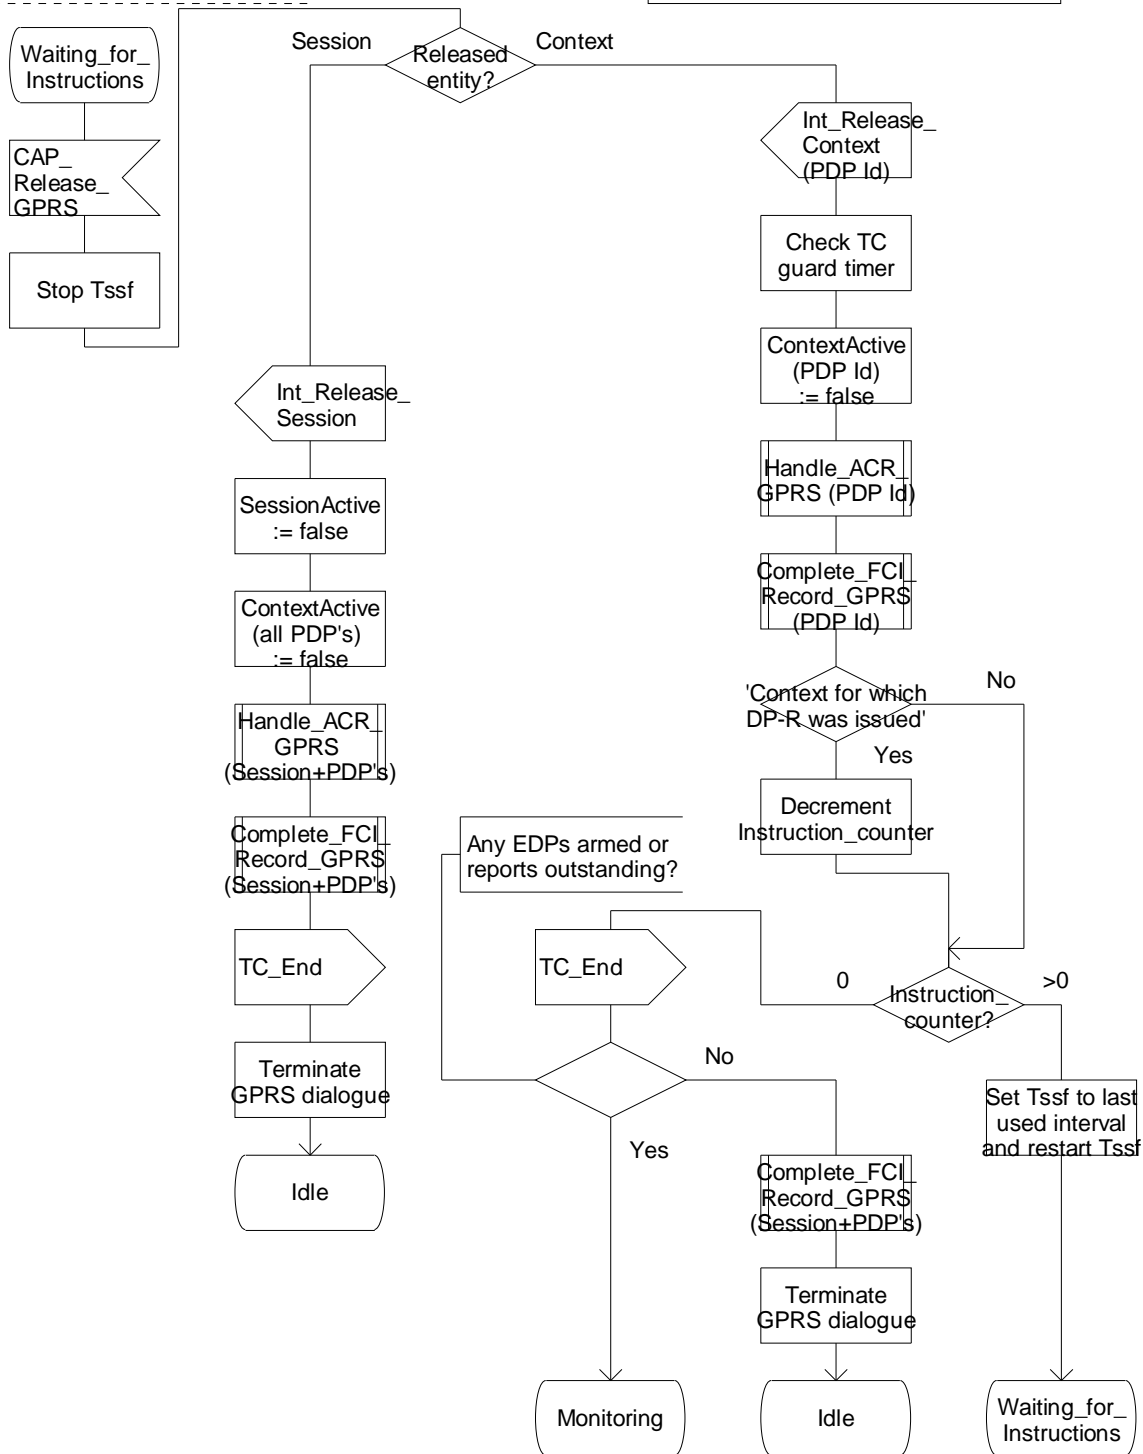 Waiting_for_
Instructions
CAP_
Release_
GPRS
Stop Tssf
Session
Released
entity?
Context
Int_Release_
Session
SessionActive
:= false
ContextActive
(all PDP's)
:= false
Handle_ACR_
GPRS
(Session+PDP's)
Complete_FCI_
Record_GPRS
(Session+PDP's)
TC_End
Terminate
GPRS dialogue
Idle
Int_Release_
Context
(PDP Id)
Check TC
guard timer
ContextActive
(PDP Id)
:= false
Handle_ACR_
GPRS (PDP Id)
Complete_FCI_
Record_GPRS
(PDP Id)
'Context for which
DP-R was issued'
No
Yes
Decrement
Instruction_counter
Instruction_
counter?
0
>0
TC_End
Any EDPs armed or
reports outstanding?
No
Yes
Complete_FCI_
Record_GPRS
(Session+PDP's)
Terminate
GPRS dialogue
Set Tssf to last
used interval
and restart Tssf
Monitoring
Idle
Waiting_for_
Instructions